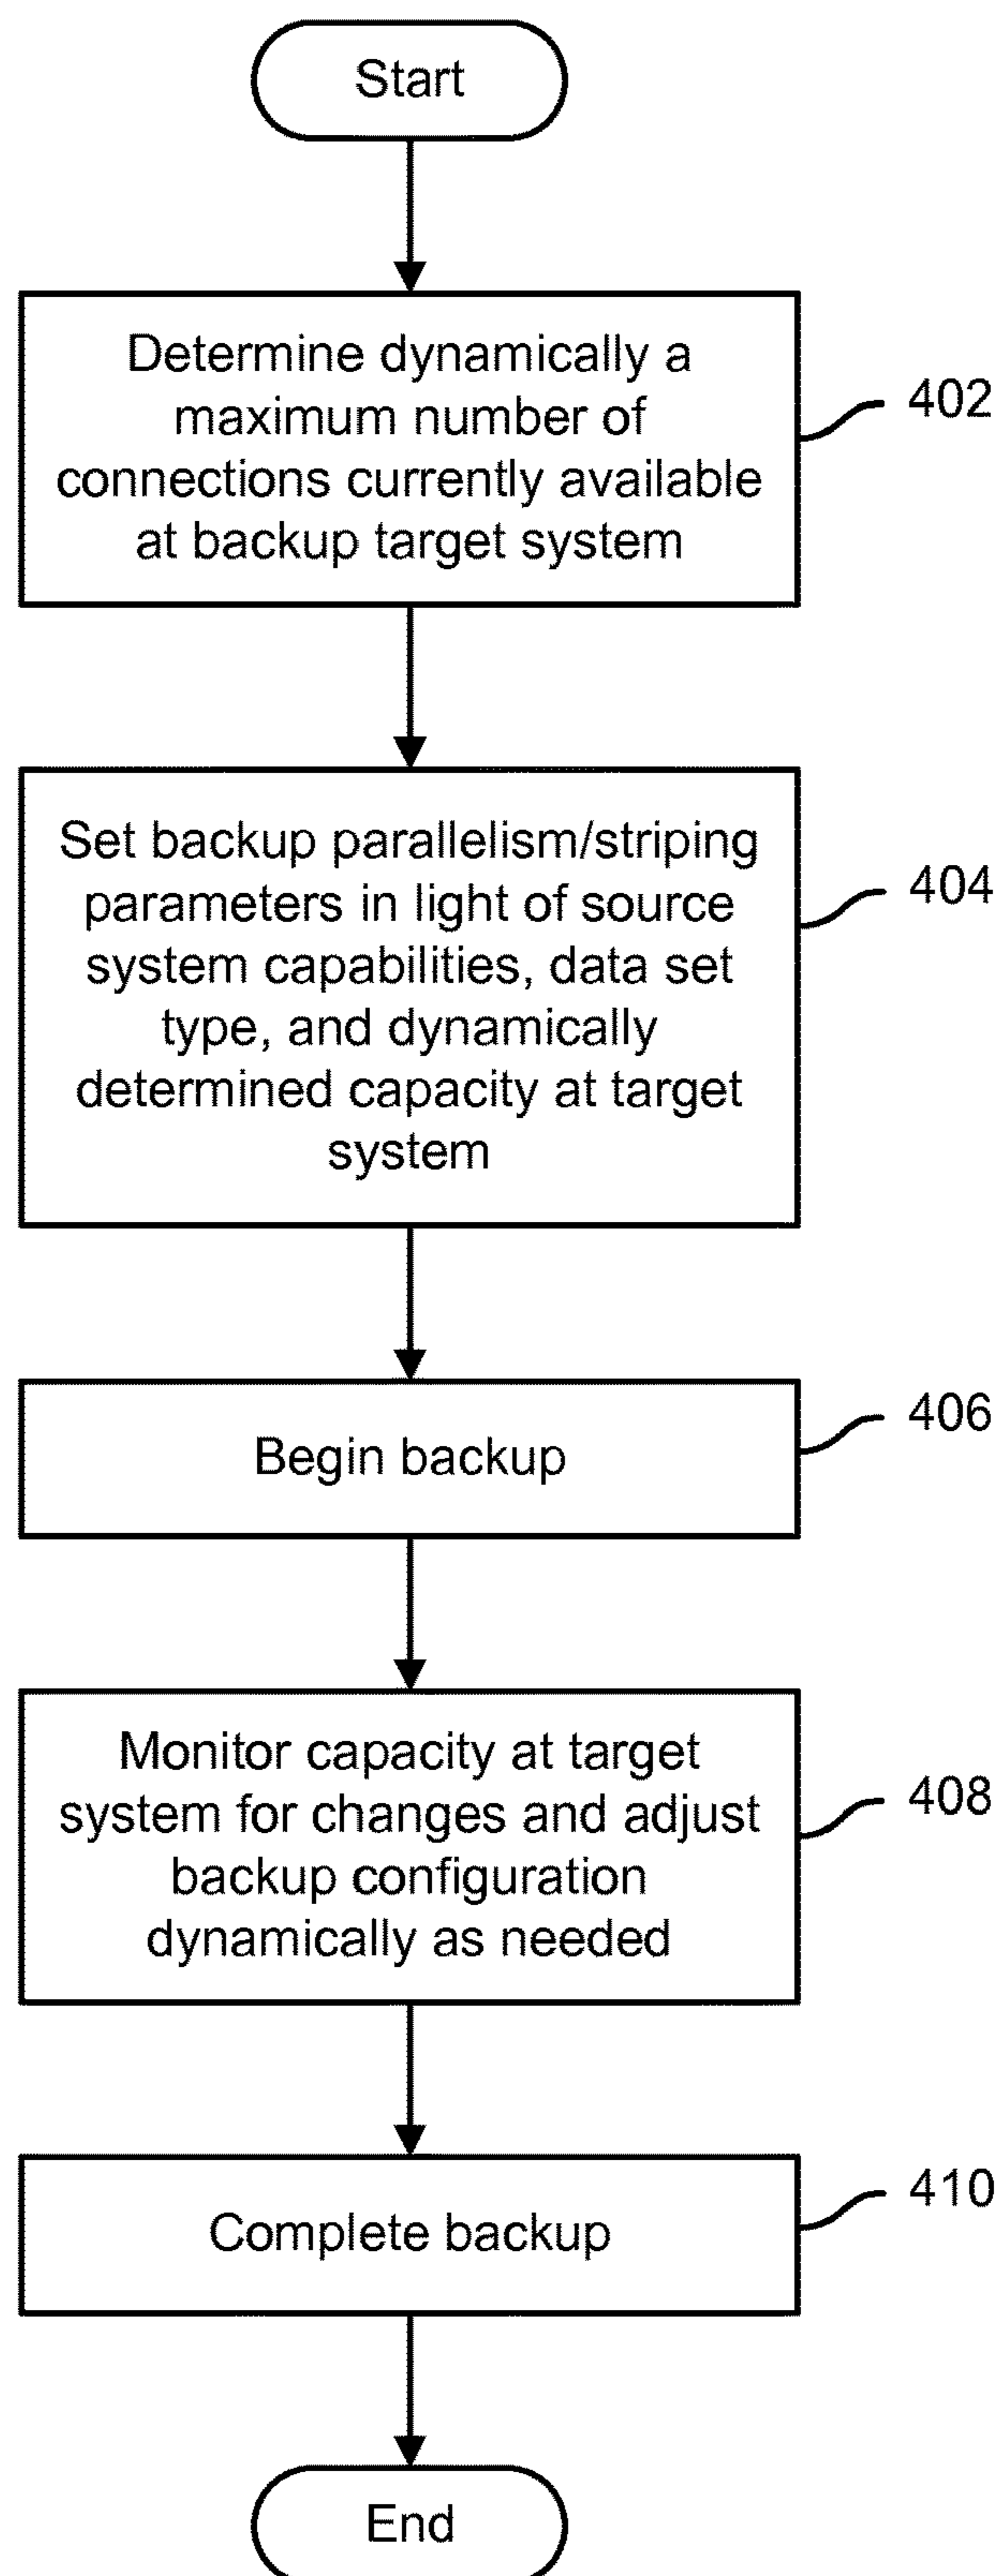 Start
Determine dynamically a
maximum number of
connections currently available
at backup target system
402
Set backup parallelism/striping
parameters in light of source
system capabilities, data set
type, and dynamically
determined capacity at target
system
404
Begin backup
406
Monitor capacity at target
system for changes and adjust
backup configuration
dynamically as needed
408
Complete backup
410
End